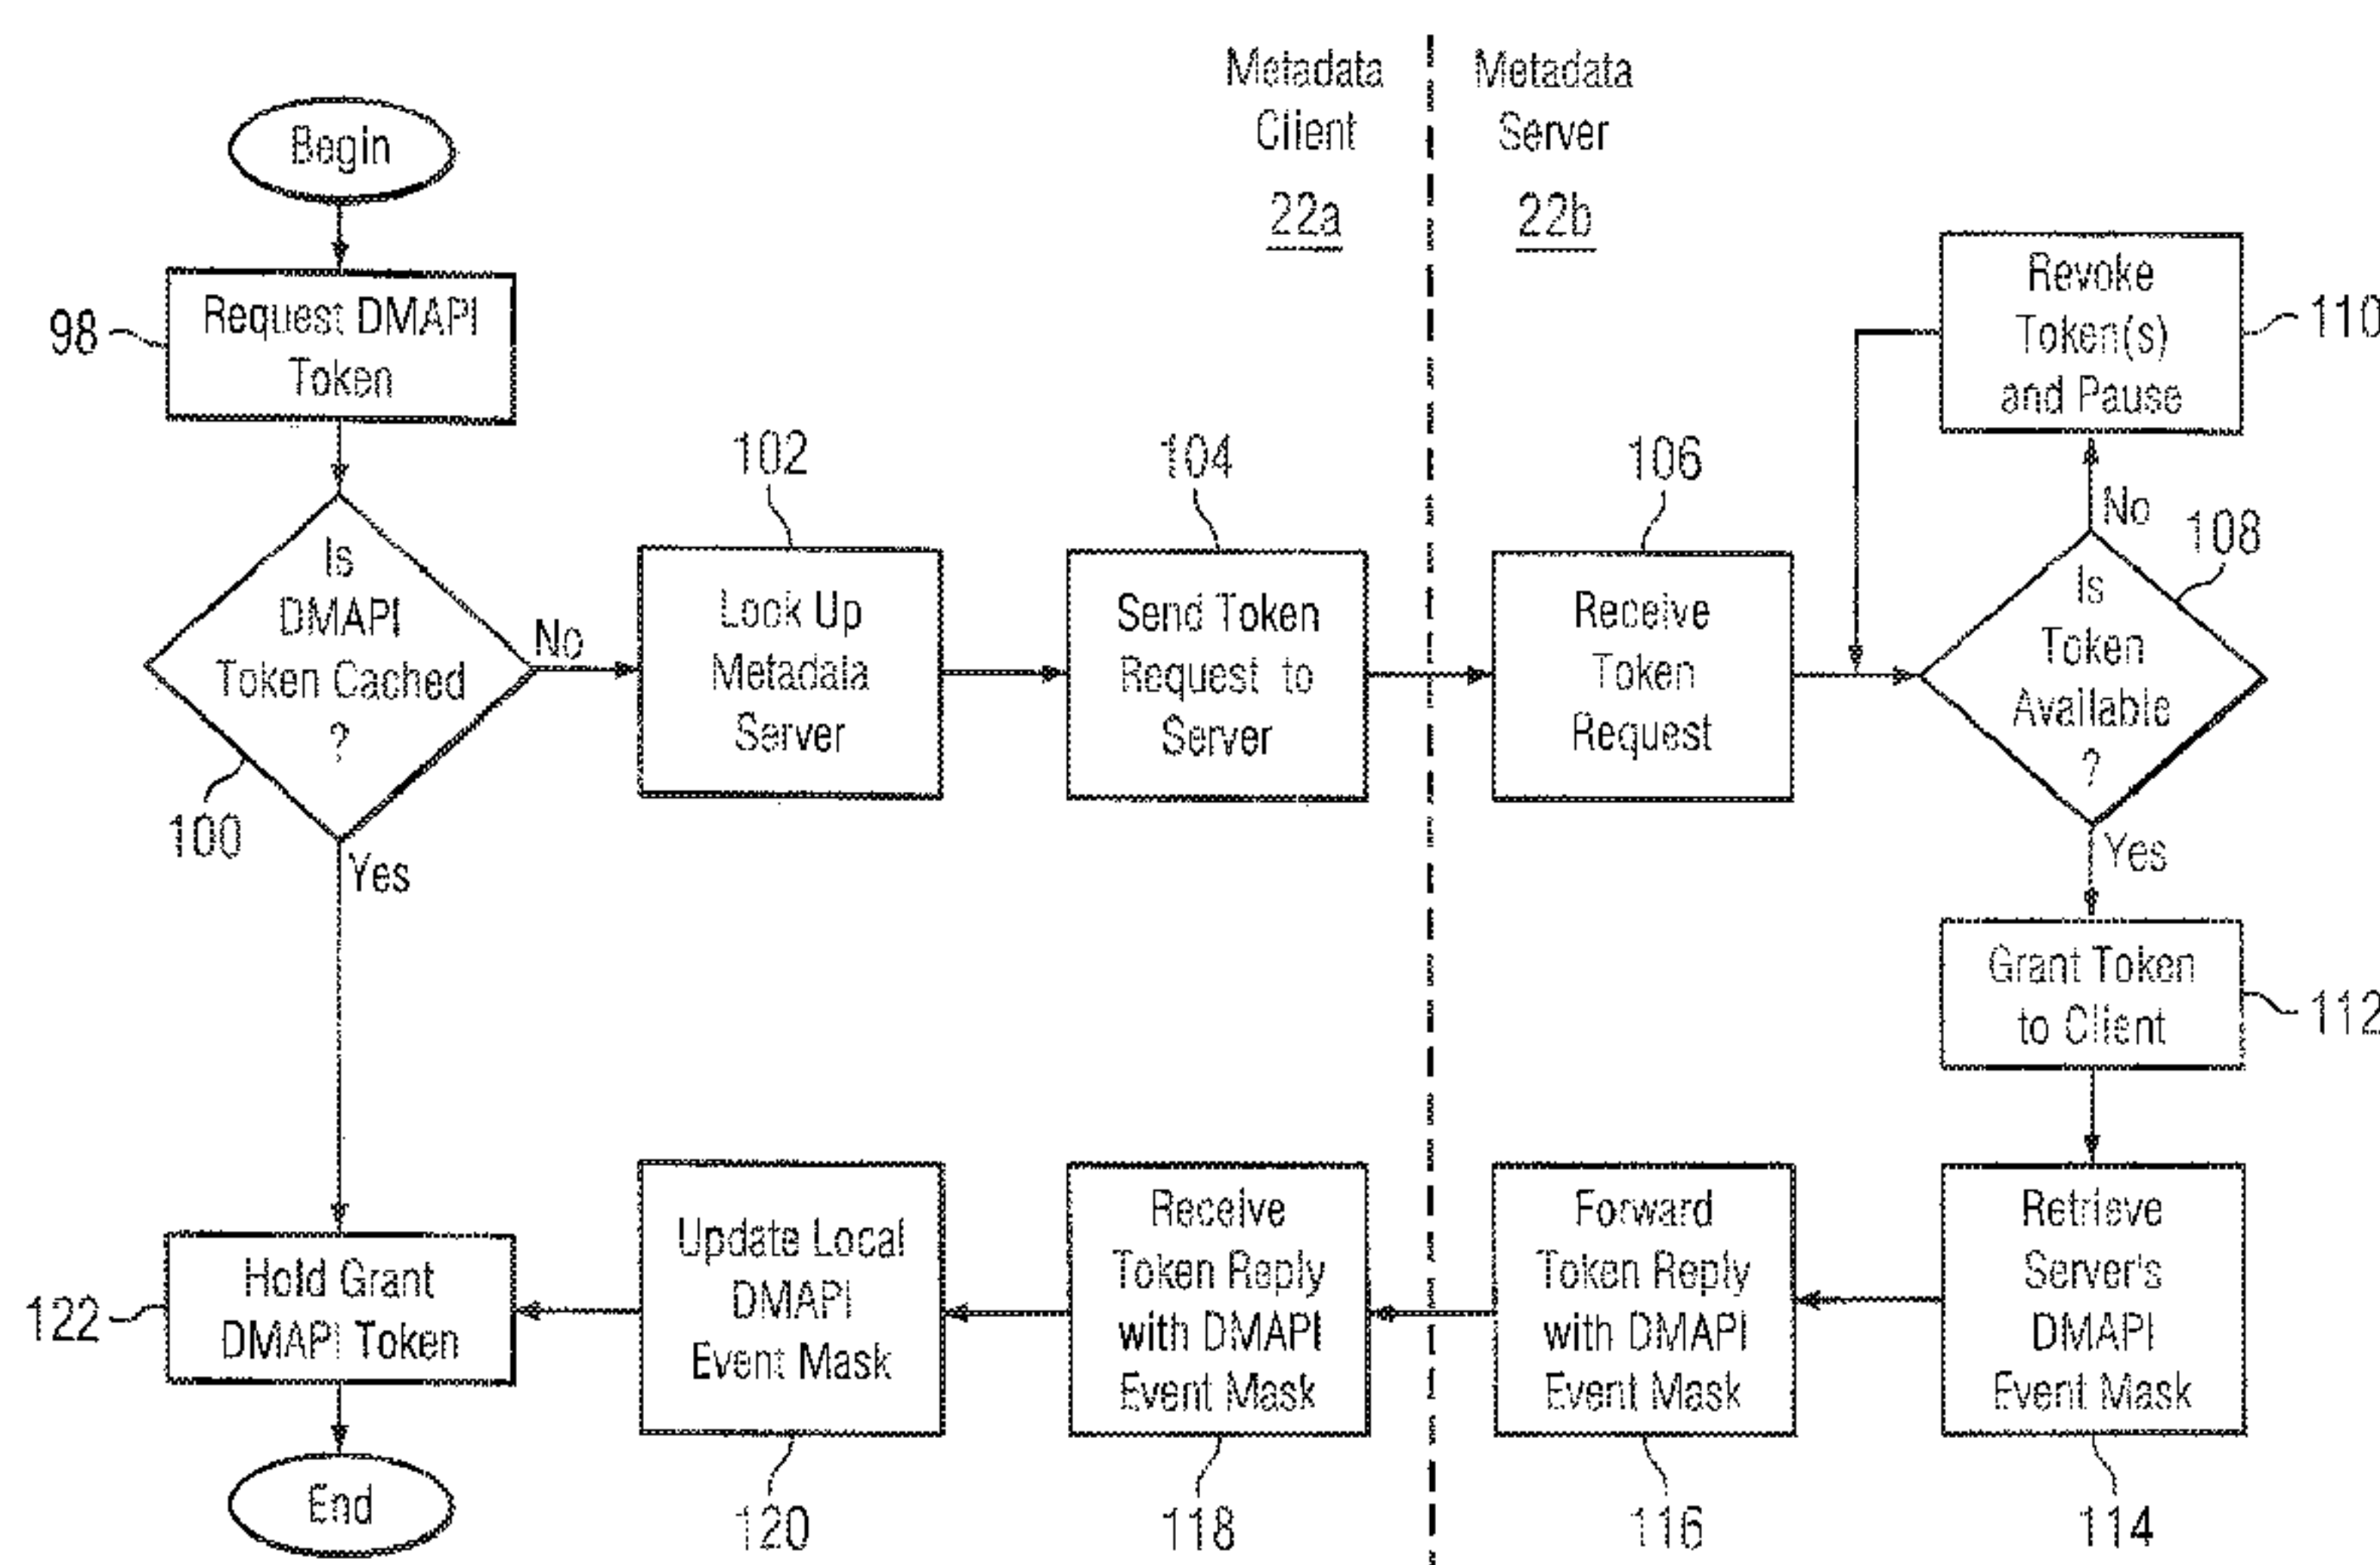 Metadata
Client
22a
Metadata
Server
22b
Begin
98
Request DMAPI
Token
Is
DMAPI
Token Cached
?
100
No
Yes
102
Look Up
Metadata
Server
104
Send Token
Request to
Server
106
Receive
Token
Request
Revoke
Token(s)
and Pause
110
No
108
Is
Token
Available
?
Yes
Grant Token
to Client
112
Retrieve
Server's
DMAPI
Event Mask
114
Forward
Token Reply
with DMAPI
Event Mask
116
Receive
Token Reply
with DMAPI
Event Mask
118
Update Local
DMAPI
Event Mask
120
Hold Grant
DMAPI Token
122
End